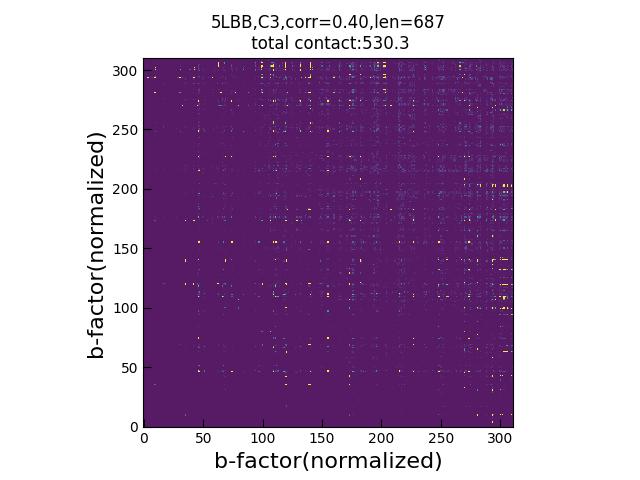 5LBB,C3,corr=0.40,len=687
total contact:530.3
300
250
200
150
100
50
0
b-factor(normalized)
0 50 100 150 200 250 300
b-factor(normalized)